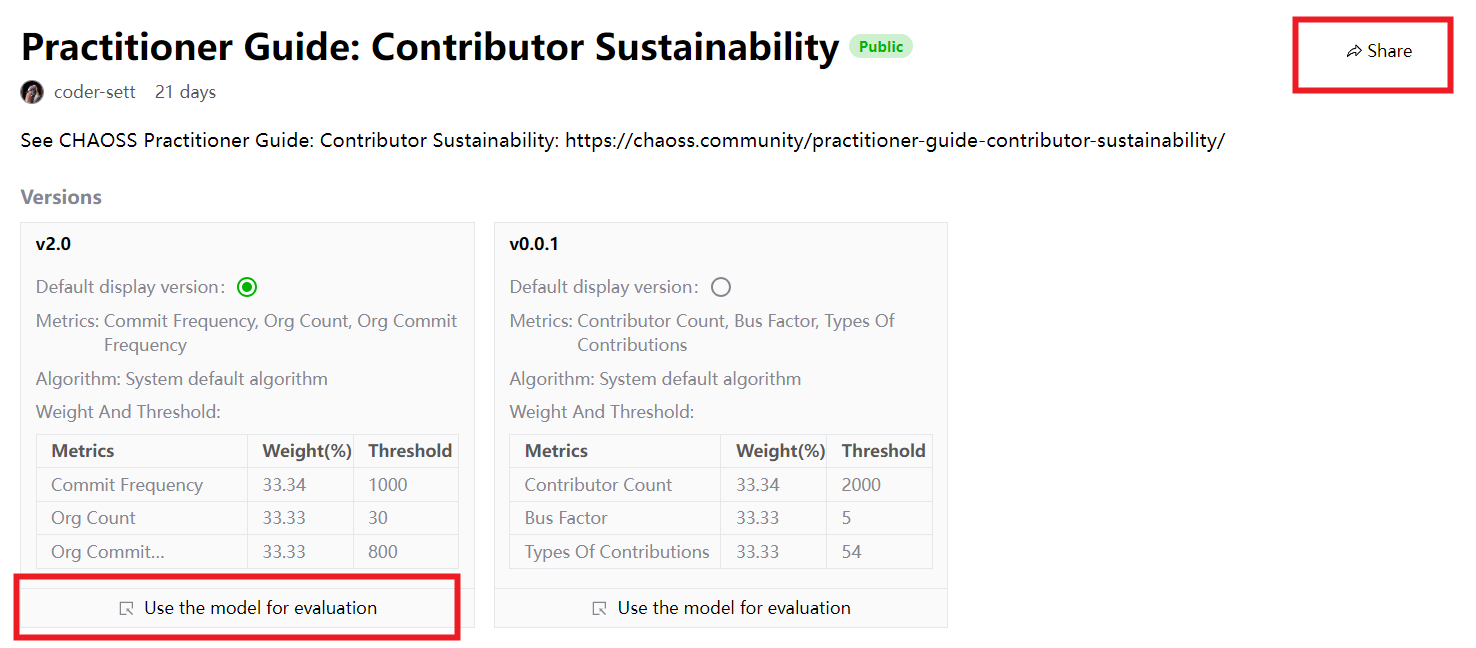 Practitioner Guide: Contributor Sustainability Public
Share
coder-sett 21 days
See CHAOSS Practitioner Guide: Contributor Sustainability: https://chaoss.community/practitioner-guide-contributor-sustainability/
Versions
v2.0
Default display version:
Metrics: Commit Frequency, Org Count, Org Commit
Frequency
Algorithm: System default algorithm
Weight And Threshold:
Metrics Weight(%) Threshold
Commit Frequency 33.34 1000
Org Count 33.33 30
Org Commit... 33.33 800
Use the model for evaluation
v0.0.1
Default display version:
Metrics: Contributor Count, Bus Factor, Types Of
Contributions
Algorithm: System default algorithm
Weight And Threshold:
Metrics Weight(%) Threshold
Contributor Count 33.34 2000
Bus Factor 33.33 5
Types Of Contributions 33.33 54
Use the model for evaluation